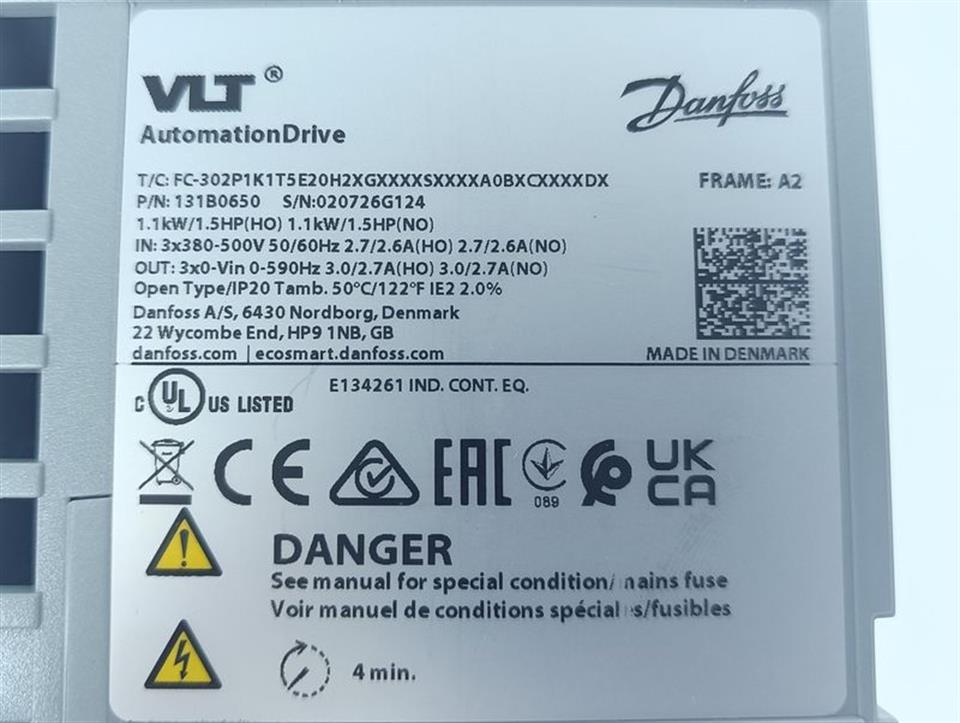 VLT ®
Danfoss
AutomationDrive
T/C: FC-302P1K1T5E20H2XGXXXXSXXXXA0BXCXXXXDX
FRAME: A2
P/N: 131B0650 S/N:020726G124
1.1kW/1.5HP(HO) 1.1kW/1.5HP(NO)
IN: 3x380-500V 50/60Hz 2.7/2.6A(HO) 2.7/2.6A(NO)
OUT: 3x0-Vin 0-590Hz 3.0/2.7A(HO) 3.0/2.7A(NO)
Open Type/IP20 Tamb. 50°C/122°F IE2 2.0%
Danfoss A/S, 6430 Nordborg, Denmark
22 Wycombe End, HP9 1NB, GB
danfoss.com | ecosmart.danfoss.com
MADE IN DENMARK
E134261 IND. CONT. EQ.
C UL US LISTED
CE EAC 089 UK CA
DANGER
See manual for special condition/ mains fuse
Voir manuel de conditions spéciales/fusibles
4 min.